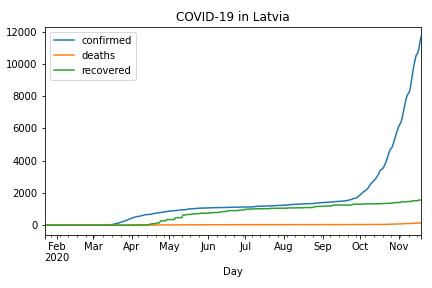 COVID-19 in Latvia
confirmed
deaths
recovered
12000
10000
8000
6000
4000
2000
0
Feb Mar Apr May Jun Jul Aug Sep Oct Nov
2020
Day